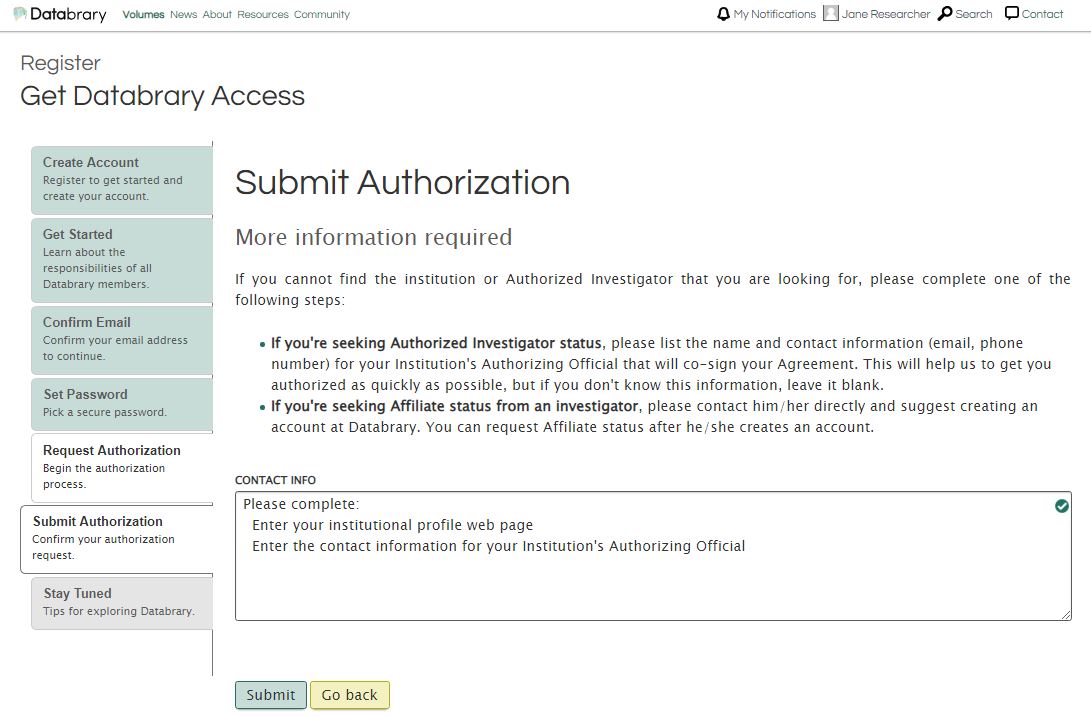 Databrary Volumes News About Resources Community My Notifications Jane Researcher Search Contact
Register
Get Databrary Access
Create Account
Register to get started and
create your account.
Get Started
Learn about the
responsibilities of all
Databrary members.
Confirm Email
Confirm your email address
to continue.
Set Password
Pick a secure password.
Request Authorization
Begin the authorization
process.
Submit Authorization
Confirm your authorization
request.
Stay Tuned
Tips for exploring Databrary.
Submit Authorization
More information required
If you cannot find the institution or Authorized Investigator that you are looking for, please complete one of the
following steps:
• If you're seeking Authorized Investigator status, please list the name and contact information (email, phone
number) for your Institution's Authorizing Official that will co-sign your Agreement. This will help us to get you
authorized as quickly as possible, but if you don't know this information, leave it blank.
• If you're seeking Affiliate status from an investigator, please contact him/her directly and suggest creating an
account at Databrary. You can request Affiliate status after he/she creates an account.
CONTACT INFO
Please complete:
Enter your institutional profile web page
Enter the contact information for your Institution's Authorizing Official
Submit Go back